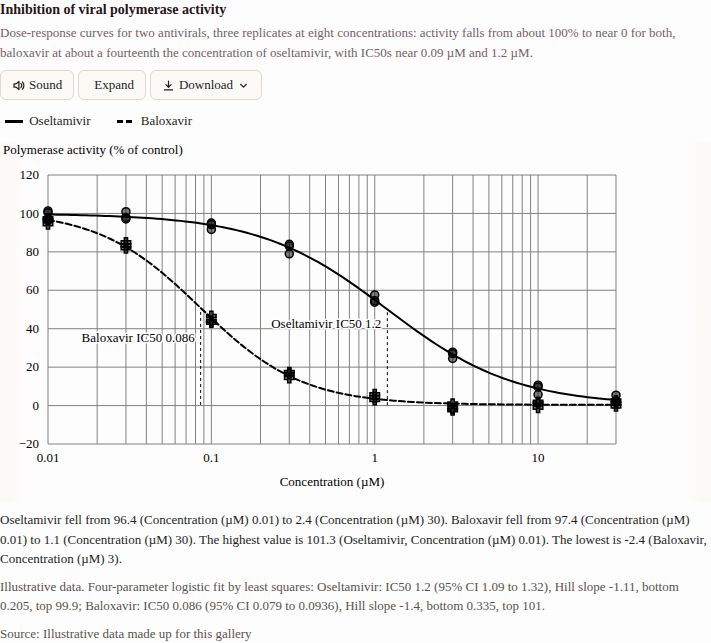 Inhibition of viral polymerase activity
Dose-response curves for two antivirals, three replicates at eight concentrations: activity falls from about 100% to near 0 for both,
baloxavir at about a fourteenth the concentration of oseltamivir, with IC50s near 0.09 µM and 1.2 µM.
Sound Expand Download
Oseltamivir Baloxavir
Polymerase activity (% of control)
120
100
80
60
40
20
0
−20
Oseltamivir IC50 1.2
Baloxavir IC50 0.086
0.01 0.1 1 10
Concentration (µM)
Oseltamivir fell from 96.4 (Concentration (µM) 0.01) to 2.4 (Concentration (µM) 30). Baloxavir fell from 97.4 (Concentration (µM)
0.01) to 1.1 (Concentration (µM) 30). The highest value is 101.3 (Oseltamivir, Concentration (µM) 0.01). The lowest is -2.4 (Baloxavir,
Concentration (µM) 3).
Illustrative data. Four-parameter logistic fit by least squares: Oseltamivir: IC50 1.2 (95% CI 1.09 to 1.32), Hill slope -1.11, bottom
0.205, top 99.9; Baloxavir: IC50 0.086 (95% CI 0.079 to 0.0936), Hill slope -1.4, bottom 0.335, top 101.
Source: Illustrative data made up for this gallery